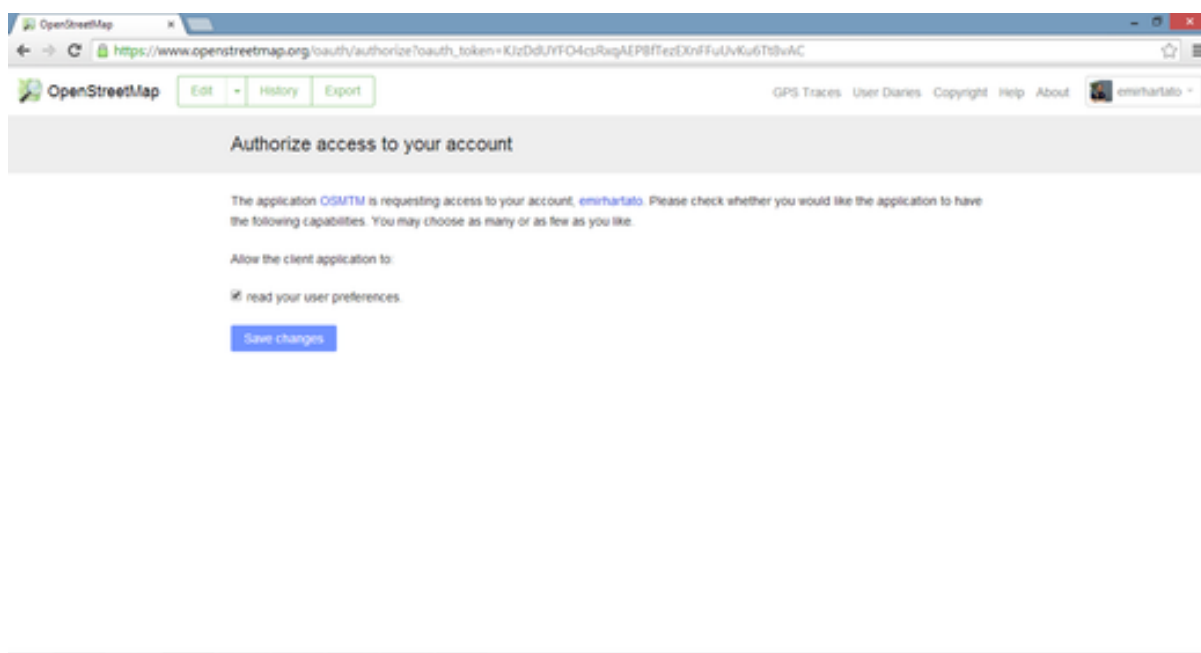 OpenStreetMap
https://www.openstreetmap.org/oauth/authorize?oauth_token=
OpenStreetMap Edit History Export GPS Traces User Diaries Copyright Help About emirhartato
Authorize access to your account
The application OSMTM is requesting access to your account, emirhartato. Please check whether you would like the application to have
the following capabilities. You may choose as many or as few as you like.
Allow the client application to:
read your user preferences.
Save changes